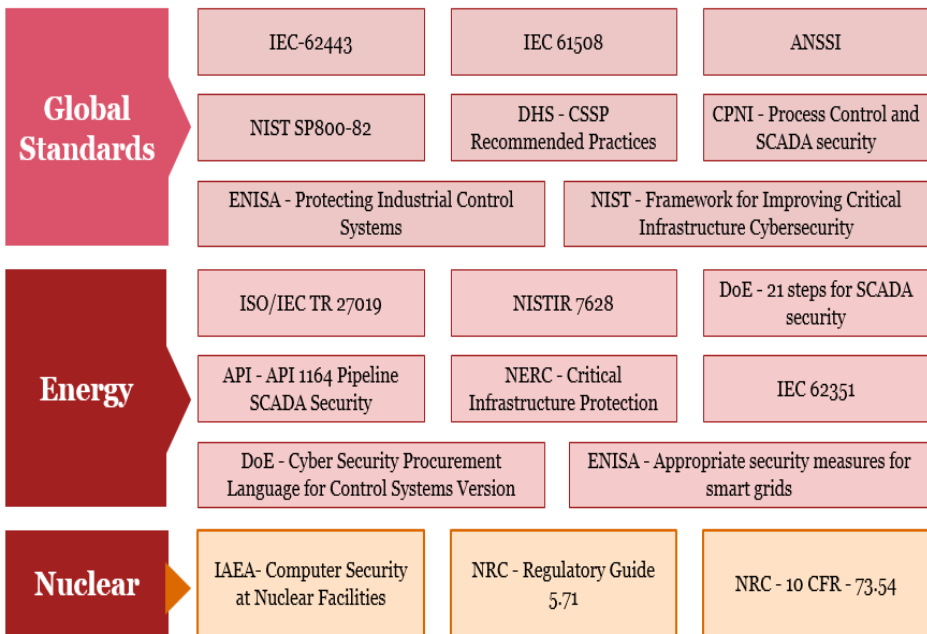 Global
Standards
IEC-62443
IEC 61508
ANSSI
NIST SP800-82
DHS - CSSP
Recommended Practices
CPNI - Process Control and
SCADA security
ENISA - Protecting Industrial Control
Systems
NIST - Framework for Improving Critical
Infrastructure Cybersecurity
Energy
ISO/IEC TR 27019
NISTIR 7628
DoE - 21 steps for SCADA
security
API - API 1164 Pipeline
SCADA Security
NERC - Critical
Infrastructure Protection
IEC 62351
DoE - Cyber Security Procurement
Language for Control Systems Version
ENISA - Appropriate security measures for
smart grids
Nuclear
IAEA- Computer Security
at Nuclear Facilities
NRC - Regulatory Guide
5.71
NRC - 10 CFR - 73.54